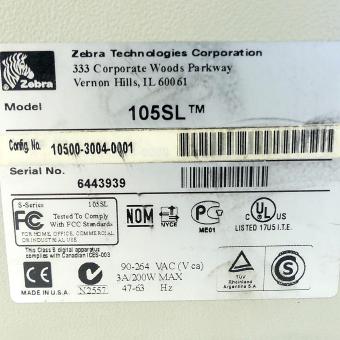 Zebra Technologies Corporation
333 Corporate Woods Parkway
Vernon Hills, IL 60061
Zebra
Model 105SL™
Config. No. 10500-3004-0001
Serial No.
6443939
S-Series 105SL
FC Tested To Comply
With FCC Standards
FOR HOME, OFFICE, COMMERCIAL
OR INDUSTRIAL USE
This Class B digital apparatus
complies with Canadian ICES-003
NOM NYCE
ME01
C UL US
LISTED 17U5 I.T.E.
CE
MADE IN U.S.A.
N2557
90-264 VAC (V ca)
3A/200W MAX
47-63 Hz
TÜV
Rheinland
Argentina S.A
S